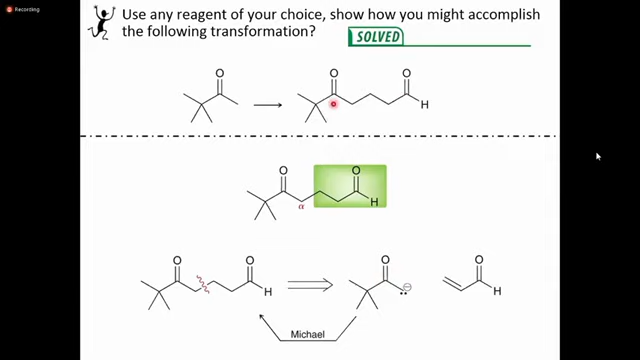 Recording
Use any reagent of your choice, show how you might accomplish
the following transformation?
SOLVED
O
O O
H
O O
H
α
O O
H
O
⊖
O
H
Michael